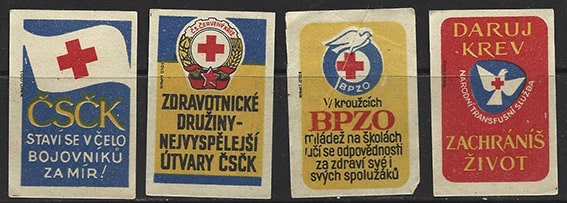 ČSČK
STAVÍ SE V ČELO
BOJOVNÍKŮ
ZA MÍR!
ČS. ČERVENÝ KŘÍŽ
ZDRAVOTNICKÉ
DRUŽINY-
NEJVYSPĚLEJŠÍ
ÚTVARY ČSČK
BPZO
V kroužcích
BPZO
mládež na školách
učí se odpovědnosti
za zdraví své i
svých spolužáků
DARUJ
KREV
NÁRODNÍ TRANSFUSNÍ SLUŽBA
ZACHRÁNÍŠ
ŽIVOT